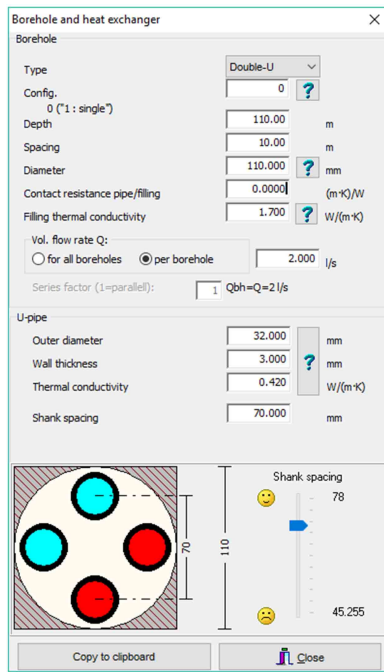 Borehole and heat exchanger
Borehole
Type Double-U
Config. 0 ?
0 ("1 : single")
Depth 110.00 m
Spacing 10.00 m
Diameter 110.000 ? mm
Contact resistance pipe/filling 0.0000 (m·K)/W
Filling thermal conductivity 1.700 ? W/(m·K)
Vol. flow rate Q:
for all boreholes per borehole 2.000 l/s
Series factor (1=parallell): 1 Qbh=Q=2 l/s
U-pipe
Outer diameter 32.000 mm
Wall thickness 3.000 ? mm
Thermal conductivity 0.420 W/(m·K)
Shank spacing 70.000 mm
Shank spacing
78
70
110
45.255
Copy to clipboard Close